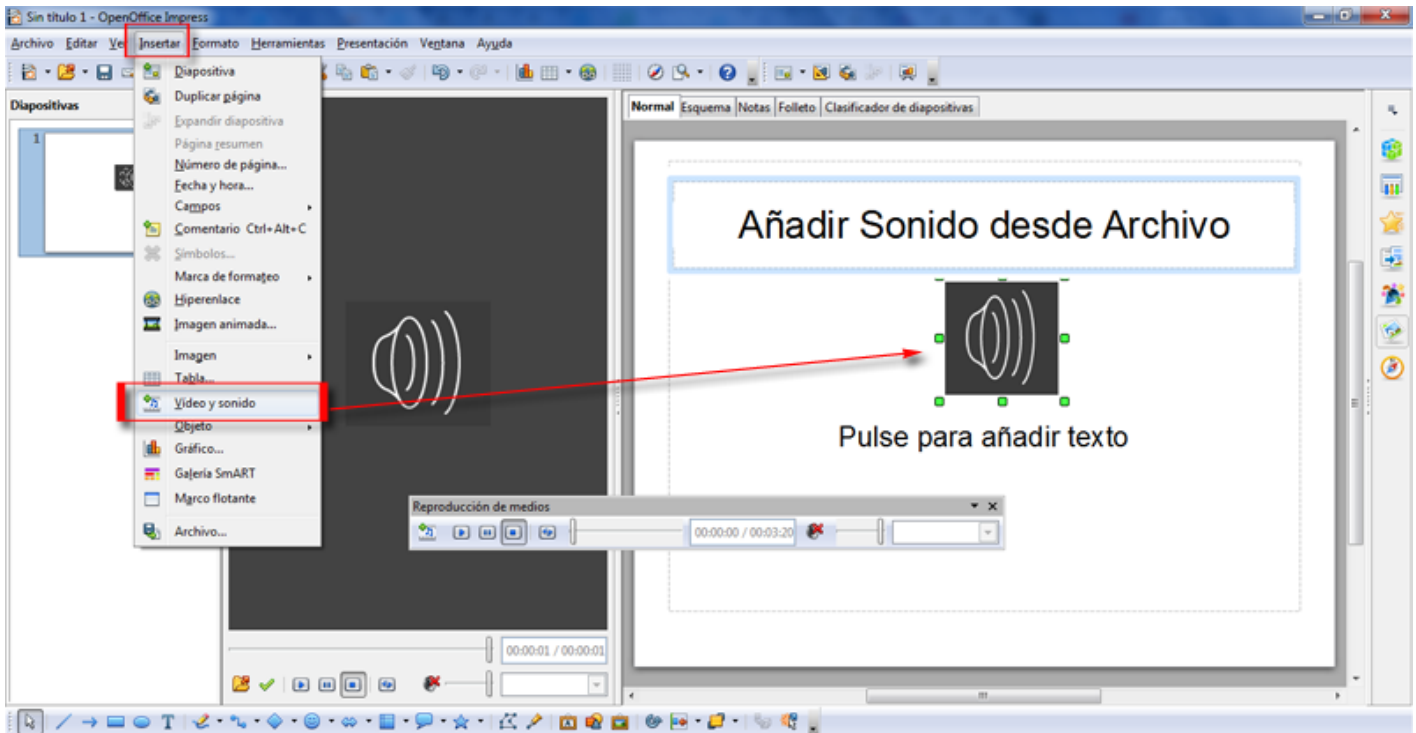 Sin título 1 - OpenOffice Impress
Archivo Editar Ve Insertar Formato Herramientas Presentación Ventana Ayuda
Diapositivas
1
Diapositiva
Duplicar página
Expandir diapositiva
Página resumen
Número de página...
Fecha y hora...
Campos
Comentario Ctrl+Alt+C
Símbolos...
Marca de formateo
Hiperenlace
Imagen animada...
Imagen
Tabla...
Vídeo y sonido
Objeto
Gráfico...
Galería SmART
Marco flotante
Archivo...
00:00:01 / 00:00:01
Normal Esquema Notas Folleto Clasificador de diapositivas
Añadir Sonido desde Archivo
Pulse para añadir texto
Reproducción de medios
00:00:00 / 00:03:20